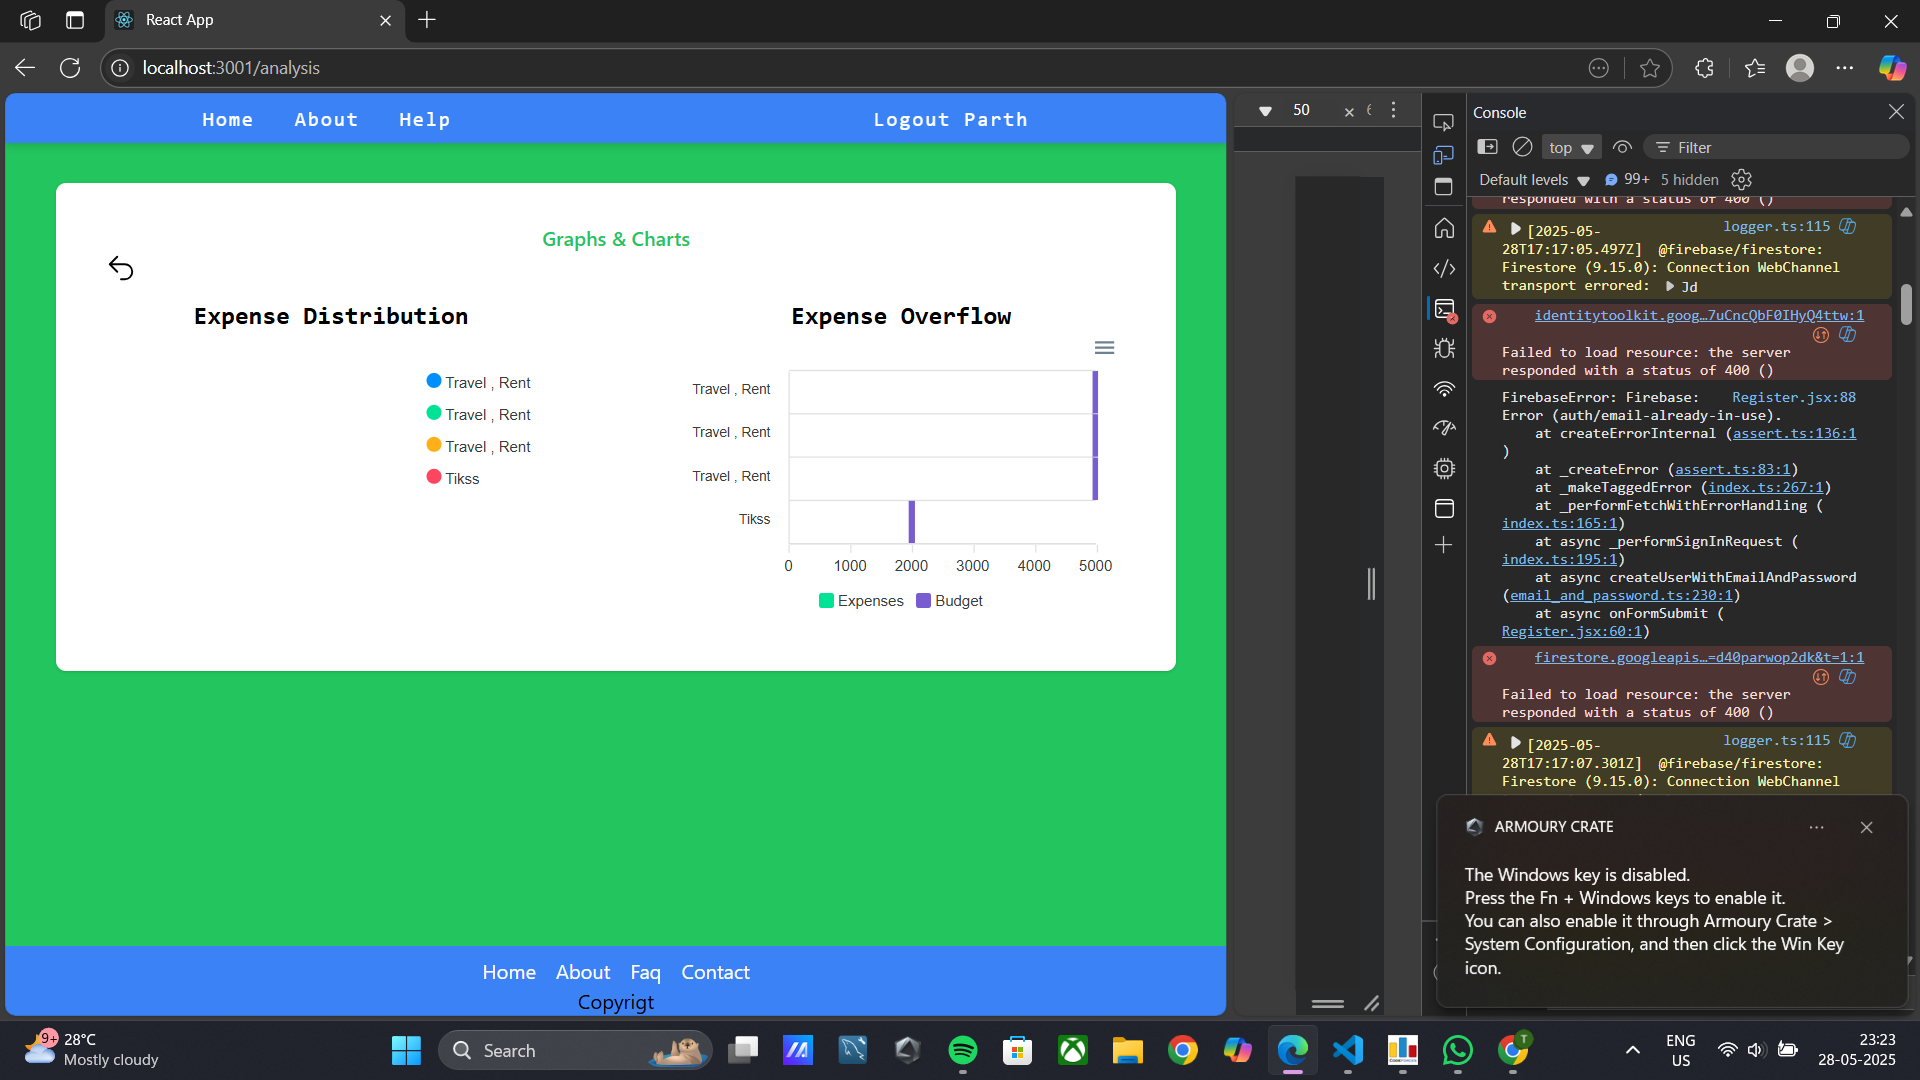 React App
localhost:3001/analysis
Home About Help
Logout Parth
Graphs & Charts
Expense Distribution
Travel , Rent
Travel , Rent
Travel , Rent
Tikss
Expense Overflow
Travel , Rent
Travel , Rent
Travel , Rent
Tikss
0 1000 2000 3000 4000 5000
Expenses Budget
Home About Faq Contact
Copyrigt
50 ×
Console
top Filter
Default levels 99+ 5 hidden
responded with a status of 400 ()
[2025-05- logger.ts:115
28T17:17:05.497Z] @firebase/firestore:
Firestore (9.15.0): Connection WebChannel
transport errored: Jd
identitytoolkit.goog…7uCncQbF0IHyQ4ttw:1
Failed to load resource: the server
responded with a status of 400 ()
FirebaseError: Firebase: Register.jsx:88
Error (auth/email-already-in-use).
at createErrorInternal (assert.ts:136:1
)
at _createError (assert.ts:83:1)
at _makeTaggedError (index.ts:267:1)
at _performFetchWithErrorHandling (
index.ts:165:1)
at async _performSignInRequest (
index.ts:195:1)
at async createUserWithEmailAndPassword
(email_and_password.ts:230:1)
at async onFormSubmit (
Register.jsx:60:1)
firestore.googleapis…=d40parwop2dk&t=1:1
Failed to load resource: the server
responded with a status of 400 ()
[2025-05- logger.ts:115
28T17:17:07.301Z] @firebase/firestore:
Firestore (9.15.0): Connection WebChannel
ARMOURY CRATE
The Windows key is disabled.
Press the Fn + Windows keys to enable it.
You can also enable it through Armoury Crate >
System Configuration, and then click the Win Key
icon.
9+
28°C
Mostly cloudy
Search
T
ENG
US
23:23
28-05-2025